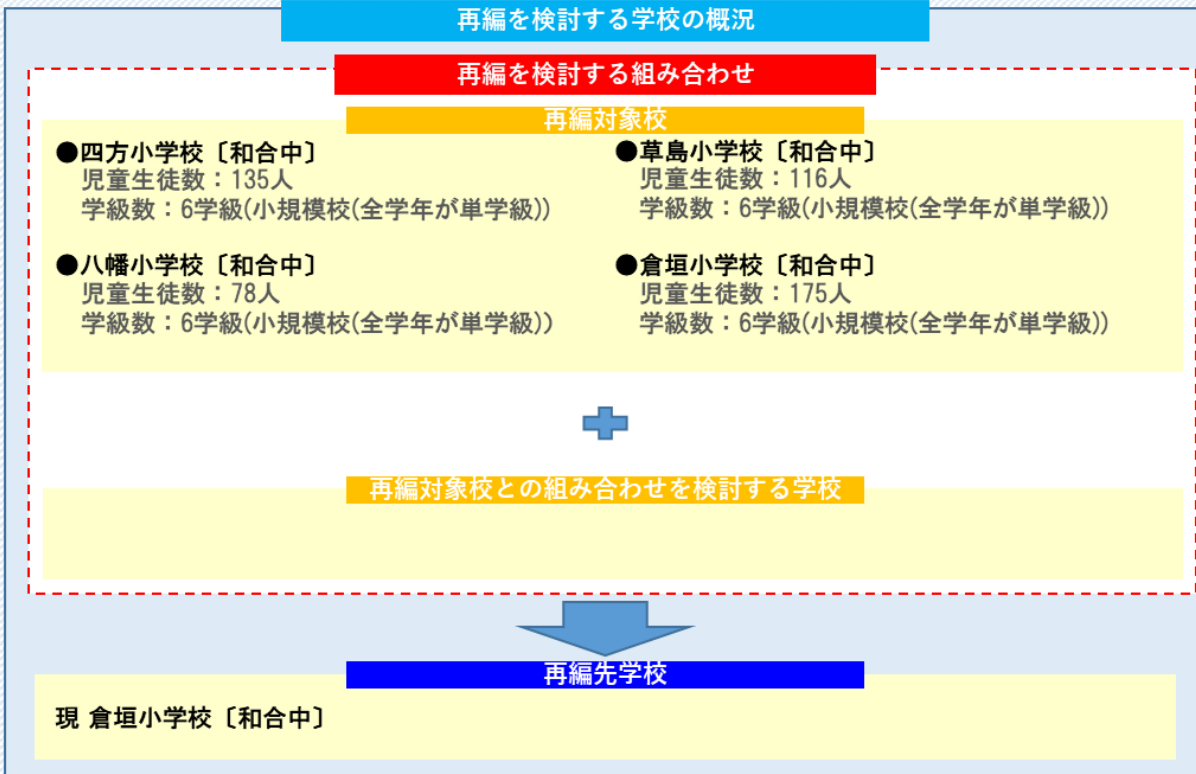 再編を検討する学校の概況
再編を検討する組み合わせ
再編対象校
●四方小学校〔和合中〕
児童生徒数：135人
学級数：6学級(小規模校(全学年が単学級))
●草島小学校〔和合中〕
児童生徒数：116人
学級数：6学級(小規模校(全学年が単学級))
●八幡小学校〔和合中〕
児童生徒数：78人
学級数：6学級(小規模校(全学年が単学級))
●倉垣小学校〔和合中〕
児童生徒数：175人
学級数：6学級(小規模校(全学年が単学級))
再編対象校との組み合わせを検討する学校
再編先学校
現 倉垣小学校〔和合中〕